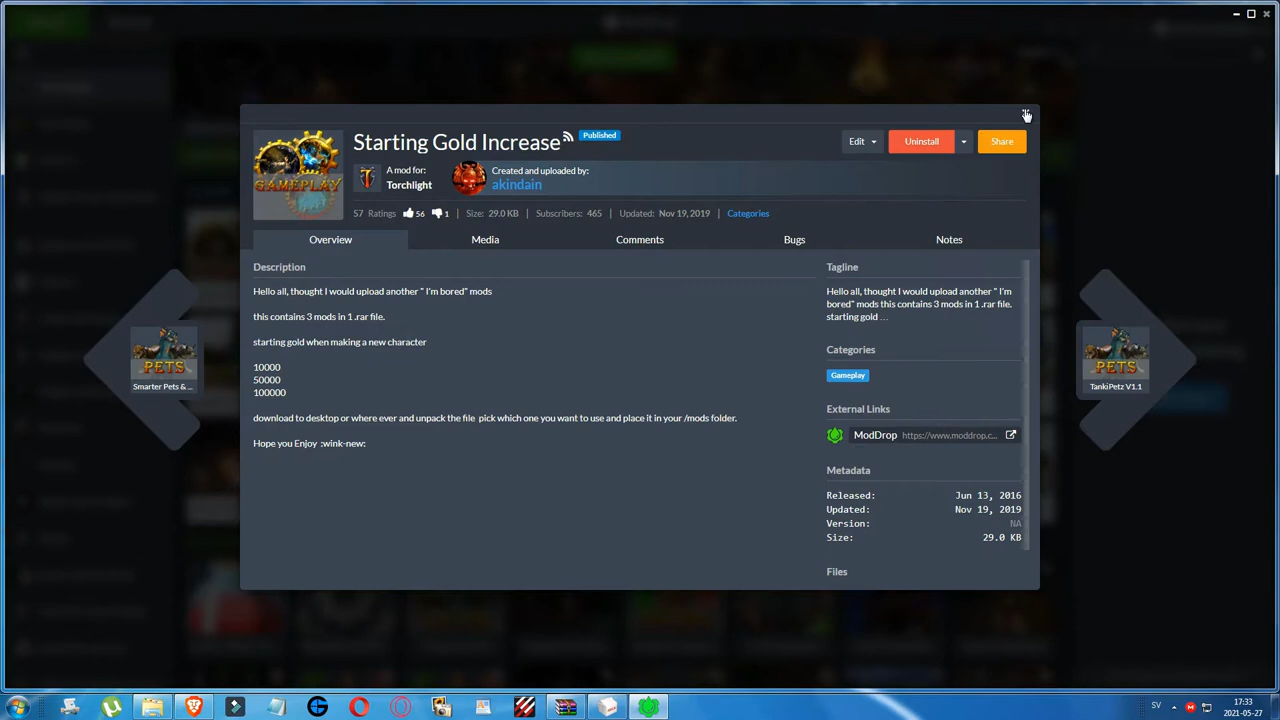 Starting Gold Increase
Published
Edit
Uninstall
Share
GAMEPLAY
A mod for:
Torchlight
Created and uploaded by:
akindain
57 Ratings 56 1 | Size: 29.0 KB | Subscribers: 465 | Updated: Nov 19, 2019 | Categories
Overview
Media
Comments
Bugs
Notes
Description
Hello all, thought I would upload another " I'm bored" mods
this contains 3 mods in 1 .rar file.
starting gold when making a new character
10000
50000
100000
download to desktop or where ever and unpack the file pick which one you want to use and place it in your /mods folder.
Hope you Enjoy :wink-new:
Tagline
Hello all, thought I would upload another " I'm
bored" mods this contains 3 mods in 1 .rar file.
starting gold ...
Categories
Gameplay
External Links
ModDrop https://www.moddrop.c...
Metadata
Released: Jun 13, 2016
Updated: Nov 19, 2019
Version: NA
Size: 29.0 KB
Files
PETS
Smarter Pets & ...
PETS
TankiPetz V1.1
SV
17:33
2021-05-27